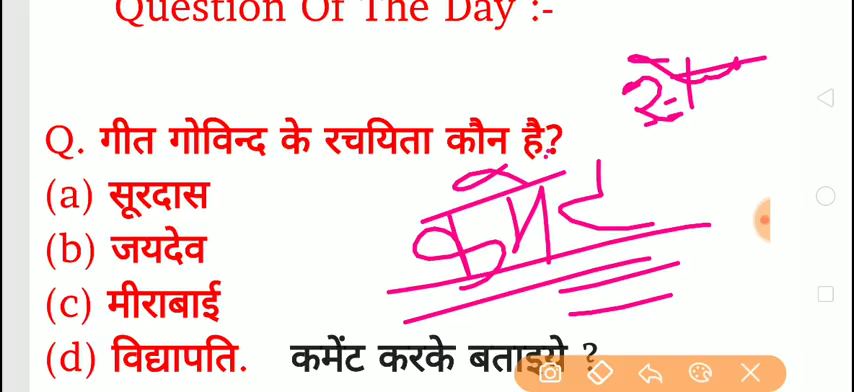 Question Of The Day :-
Q. गीत गोविन्द के रचयिता कौन है?
(a) सूरदास
(b) जयदेव
(c) मीराबाई
(d) विद्यापति. कमेंट करके बताइये ?